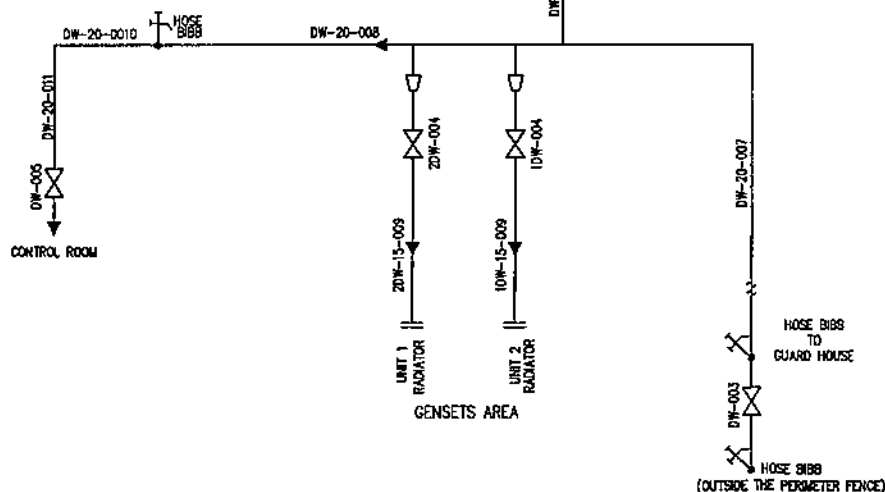 DW
HOSE
BIBB
DW-20-0010
DW-20-008
DW-20-011
2DW-004
1DW-004
DW-20-007
DW-005
CONTROL ROOM
2DW-15-009
1DW-15-009
UNIT 1
RADIATOR
UNIT 2
RADIATOR
GENSETS AREA
HOSE BIBB
TO
GUARD HOUSE
DW-003
HOSE BIBB
(OUTSIDE THE PERIMETER FENCE)